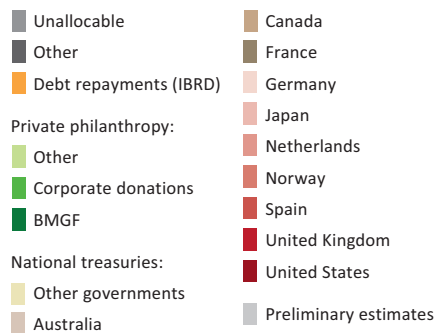 Unallocable
Other
Debt repayments (IBRD)
Private philanthropy:
Other
Corporate donations
BMGF
National treasuries:
Other governments
Australia
Canada
France
Germany
Japan
Netherlands
Norway
Spain
United Kingdom
United States
Preliminary estimates